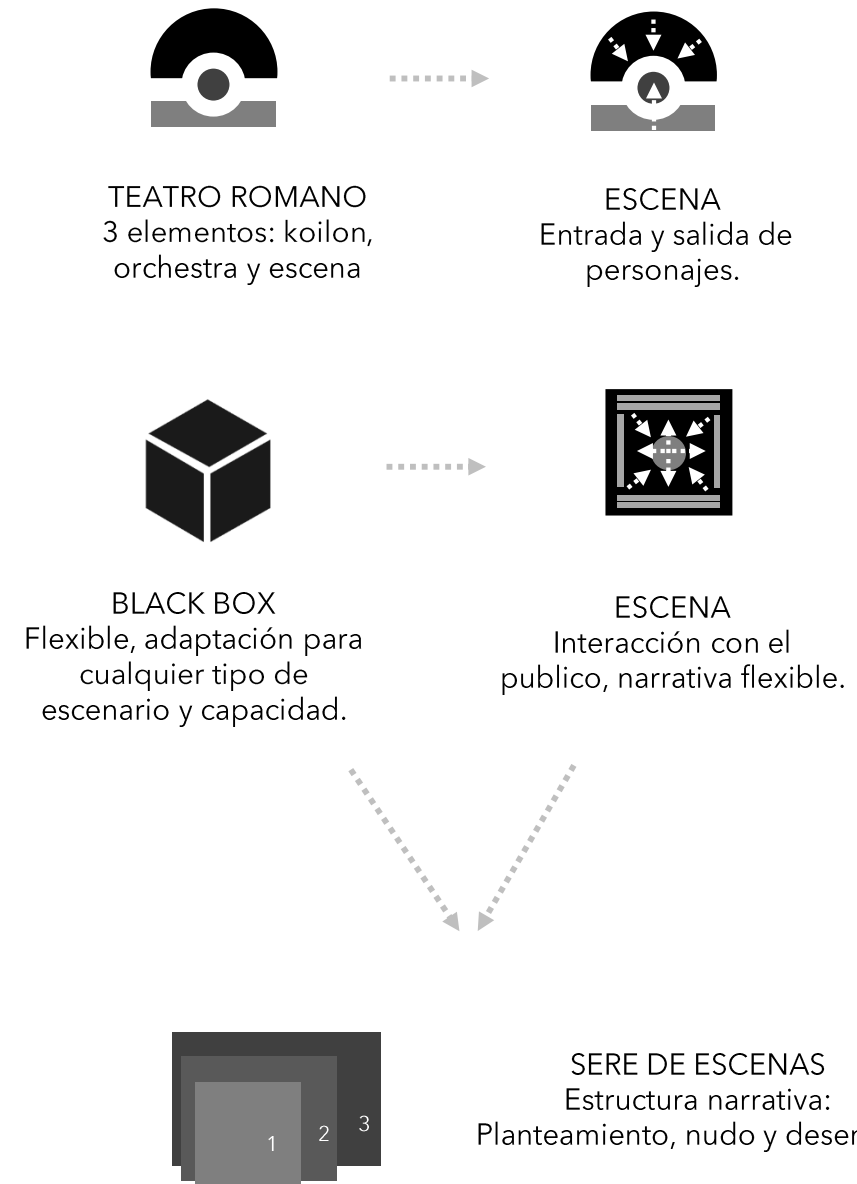 TEATRO ROMANO
3 elementos: koilon,
orchestra y escena
ESCENA
Entrada y salida de
personajes.
BLACK BOX
Flexible, adaptación para
cualquier tipo de
escenario y capacidad.
ESCENA
Interacción con el
publico, narrativa flexible.
1
2
3
SERE DE ESCENAS
Estructura narrativa:
Planteamiento, nudo y